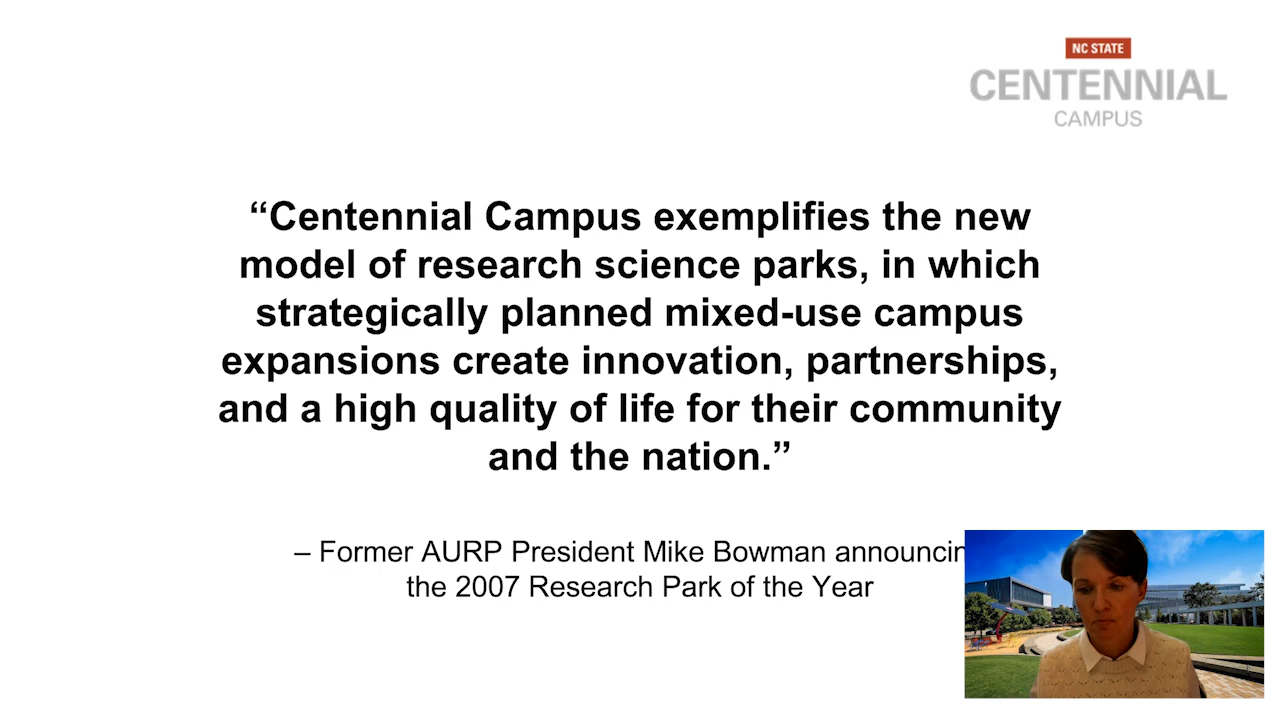 NC STATE
CENTENNIAL
CAMPUS
“Centennial Campus exemplifies the new
model of research science parks, in which
strategically planned mixed-use campus
expansions create innovation, partnerships,
and a high quality of life for their community
and the nation.”
– Former AURP President Mike Bowman announcin
the 2007 Research Park of the Year